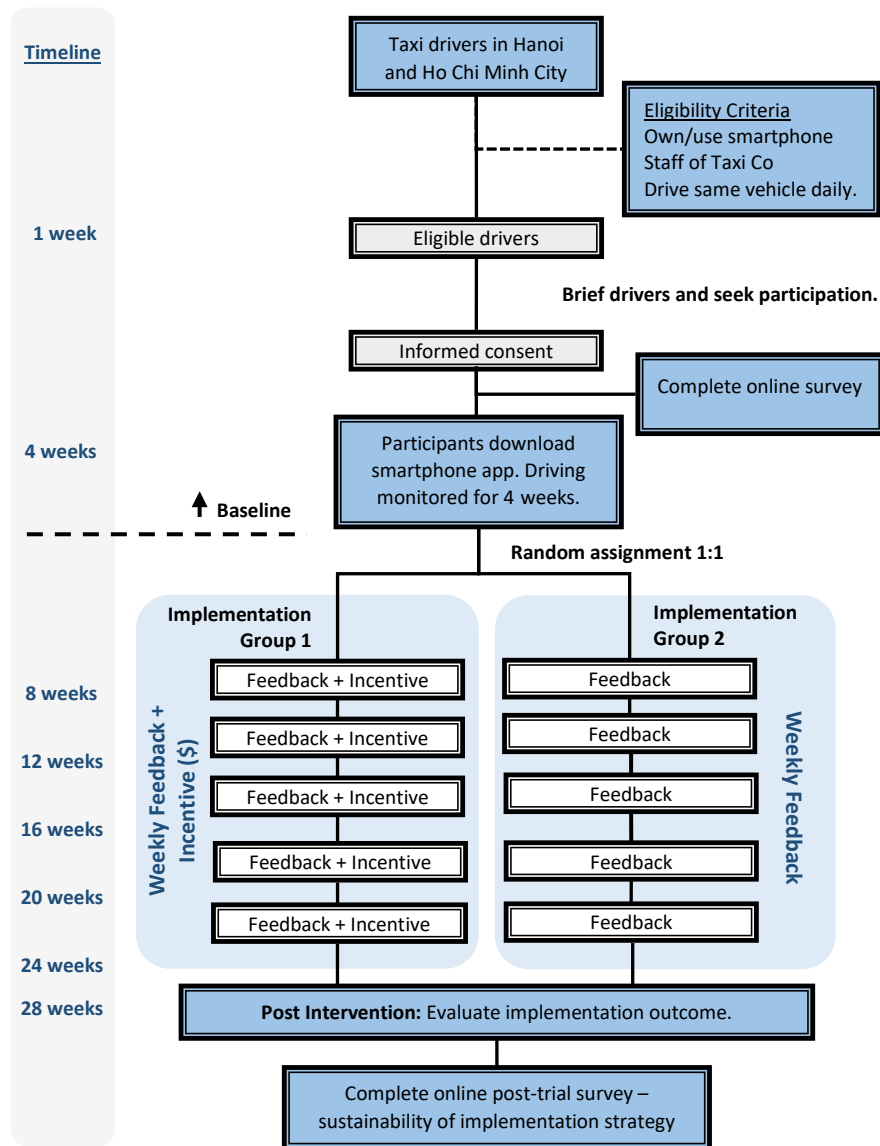 Timeline
Taxi drivers in Hanoi
and Ho Chi Minh City
Eligibility Criteria
Own/use smartphone
Staff of Taxi Co
Drive same vehicle daily.
1 week
Eligible drivers
Brief drivers and seek participation.
Informed consent
Complete online survey
4 weeks
Participants download
smartphone app. Driving
monitored for 4 weeks.
Baseline
Random assignment 1:1
Implementation
Group 1
Implementation
Group 2
Weekly Feedback +
Incentive ($)
Feedback + Incentive
Feedback + Incentive
Feedback + Incentive
Feedback + Incentive
Feedback + Incentive
Feedback
Feedback
Feedback
Feedback
Feedback
Weekly Feedback
8 weeks
12 weeks
16 weeks
20 weeks
24 weeks
28 weeks
Post Intervention: Evaluate implementation outcome.
Complete online post-trial survey –
sustainability of implementation strategy